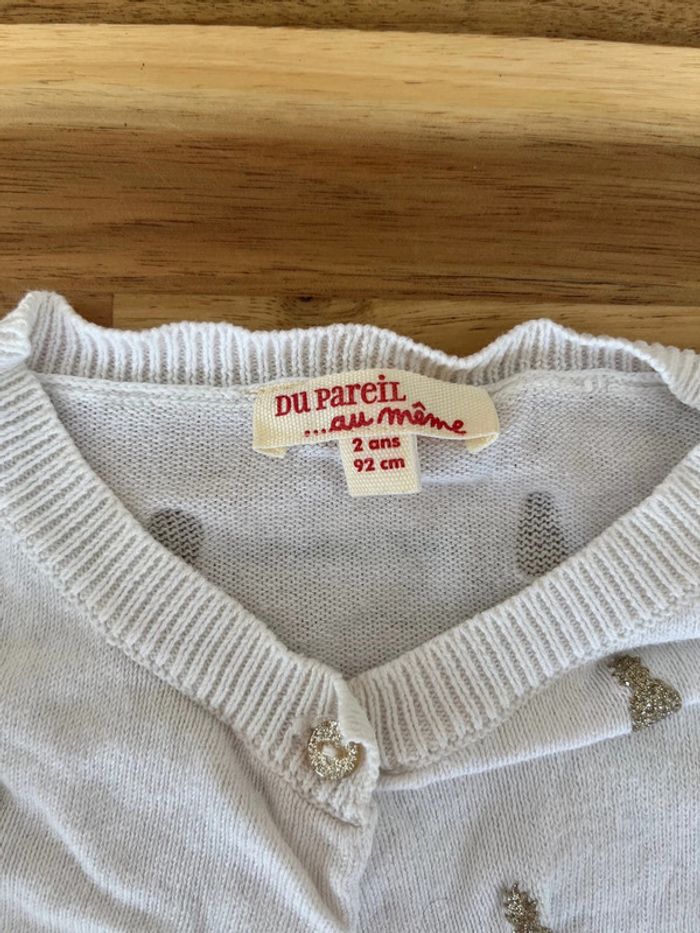 DU PAREIL
...au même
2 ans
92 cm